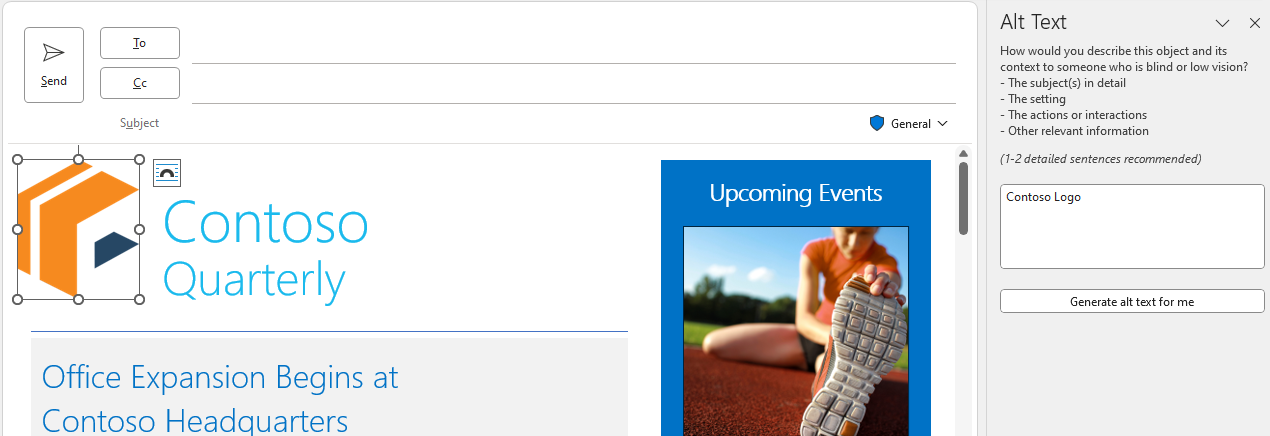 Send
To
Cc
Subject
General
Contoso
Quarterly
Office Expansion Begins at
Contoso Headquarters
Upcoming Events
Alt Text
How would you describe this object and its
context to someone who is blind or low vision?
- The subject(s) in detail
- The setting
- The actions or interactions
- Other relevant information
(1-2 detailed sentences recommended)
Contoso Logo
Generate alt text for me